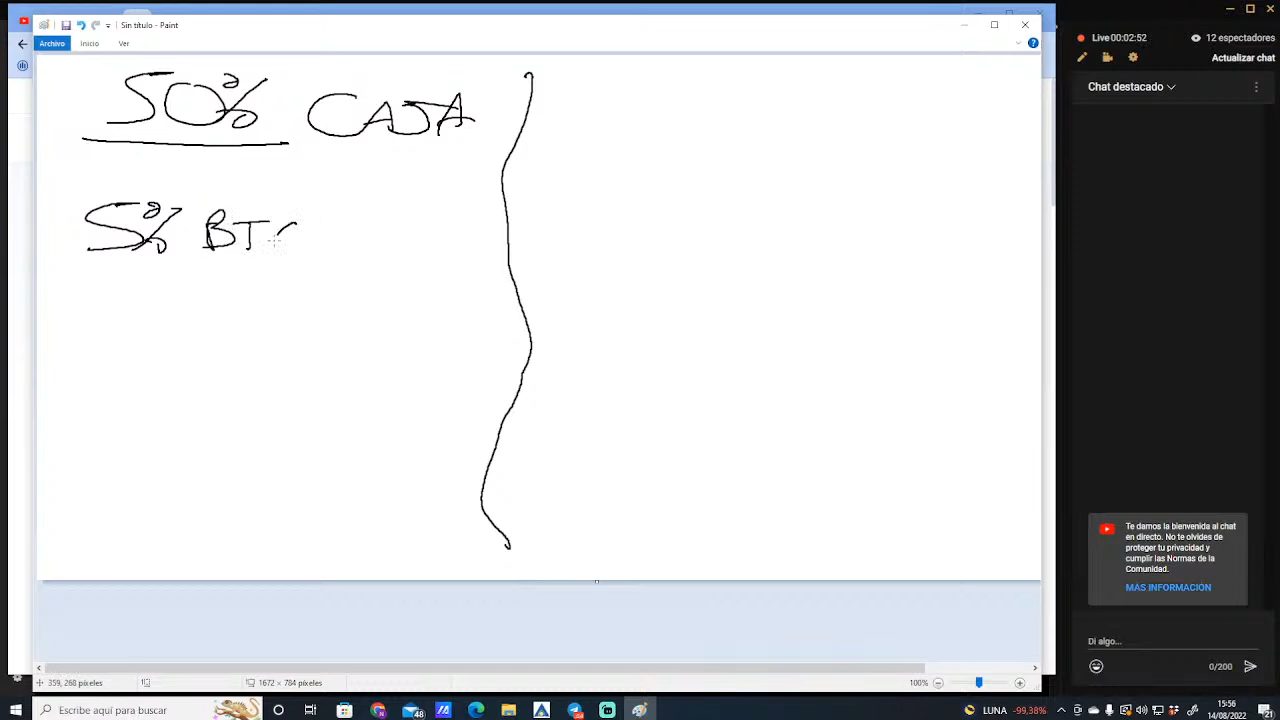 Sin título - Paint
Archivo Inicio Ver
50% CAJA
5% BTC
359, 268 píxeles 1672 × 784 píxeles 100%
Live 00:02:52 12 espectadores
Actualizar chat
Chat destacado
Te damos la bienvenida al chat
en directo. No te olvides de
proteger tu privacidad y
cumplir las Normas de la
Comunidad.
MÁS INFORMACIÓN
Di algo...
0/200
Escribe aquí para buscar
48
LUNA -99,38%
15:56
14/08/2022